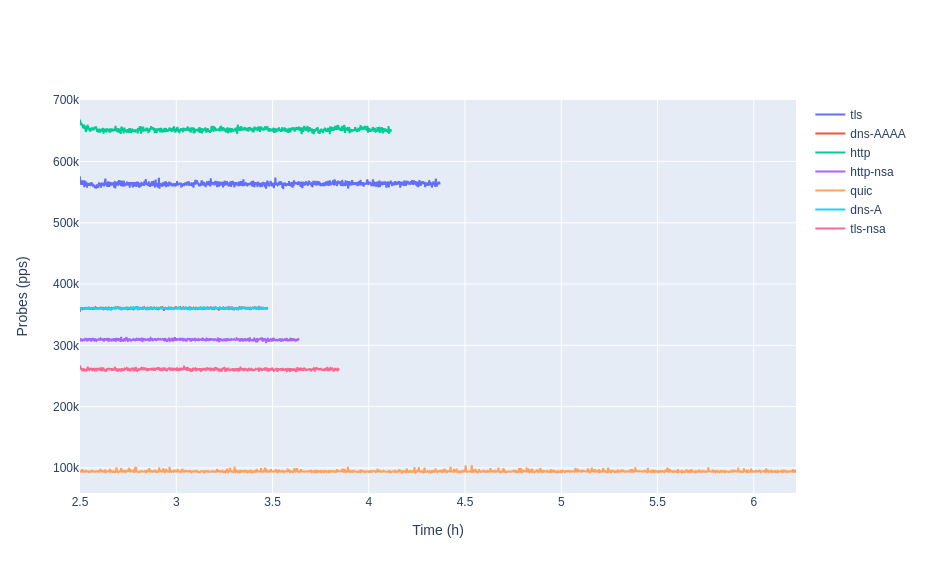 700k
600k
500k
400k
300k
200k
100k
Probes (pps)
2.5
3
3.5
4
4.5
5
5.5
6
Time (h)
tls
dns-AAAA
http
http-nsa
quic
dns-A
tls-nsa